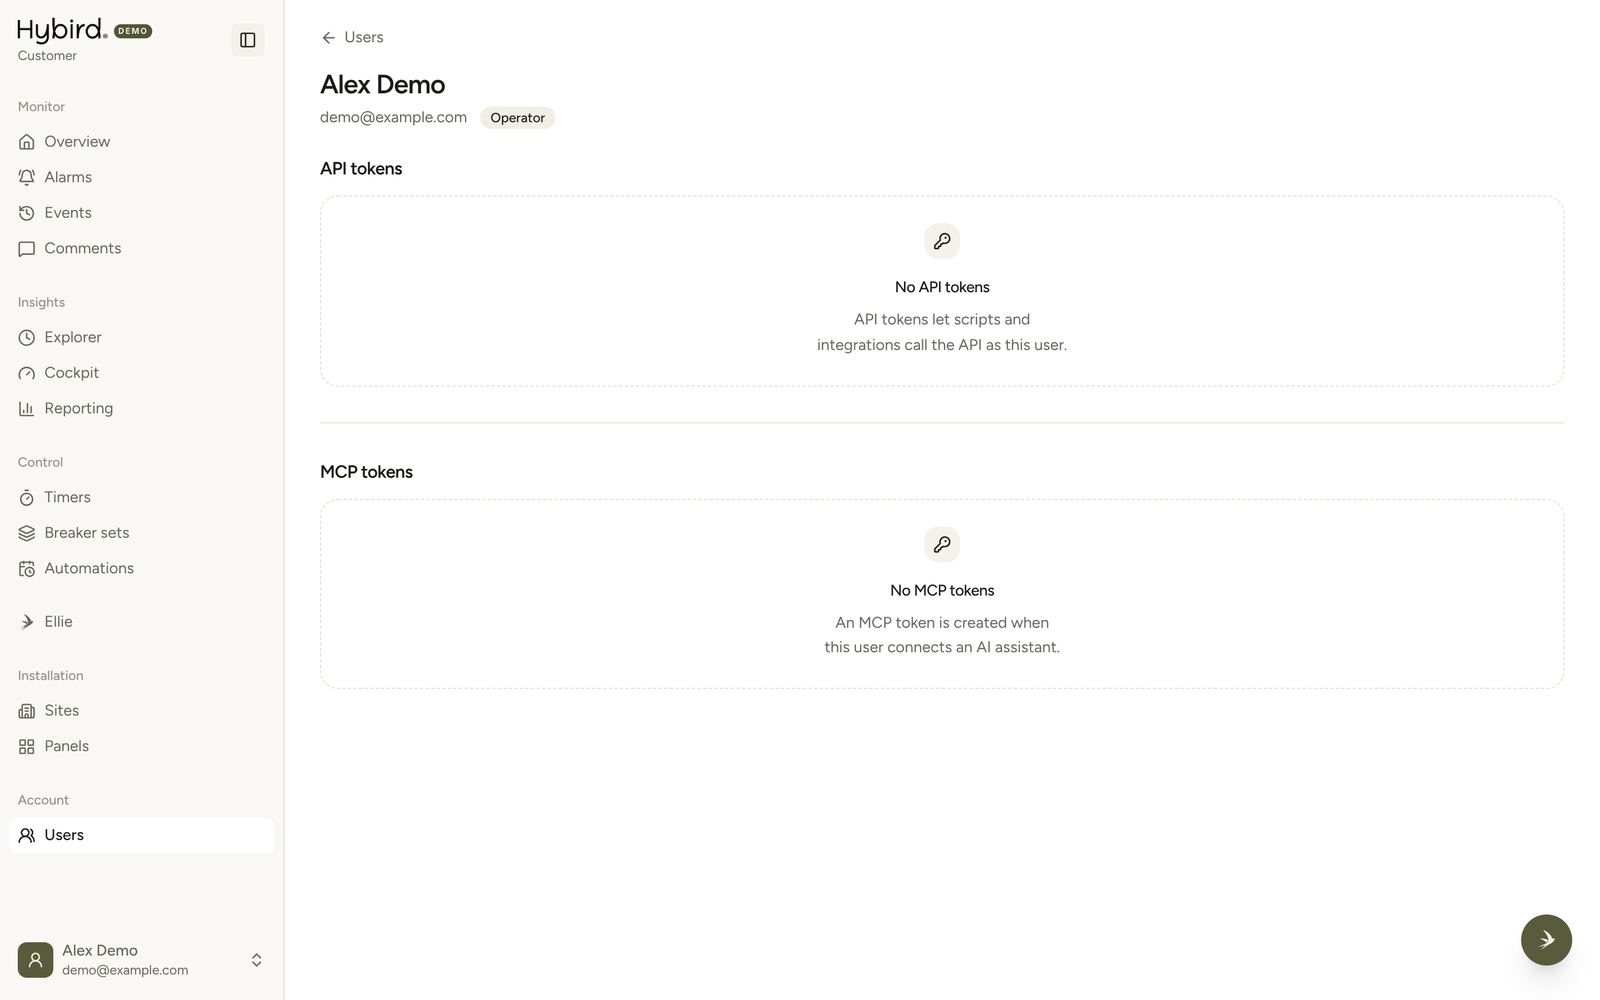 Hybird® DEMO
Customer
Monitor
Overview
Alarms
Events
Comments
Insights
Explorer
Cockpit
Reporting
Control
Timers
Breaker sets
Automations
Ellie
Installation
Sites
Panels
Account
Users
Alex Demo
demo@example.com
Users
Alex Demo
demo@example.com Operator
API tokens
No API tokens
API tokens let scripts and
integrations call the API as this user.
MCP tokens
No MCP tokens
An MCP token is created when
this user connects an AI assistant.